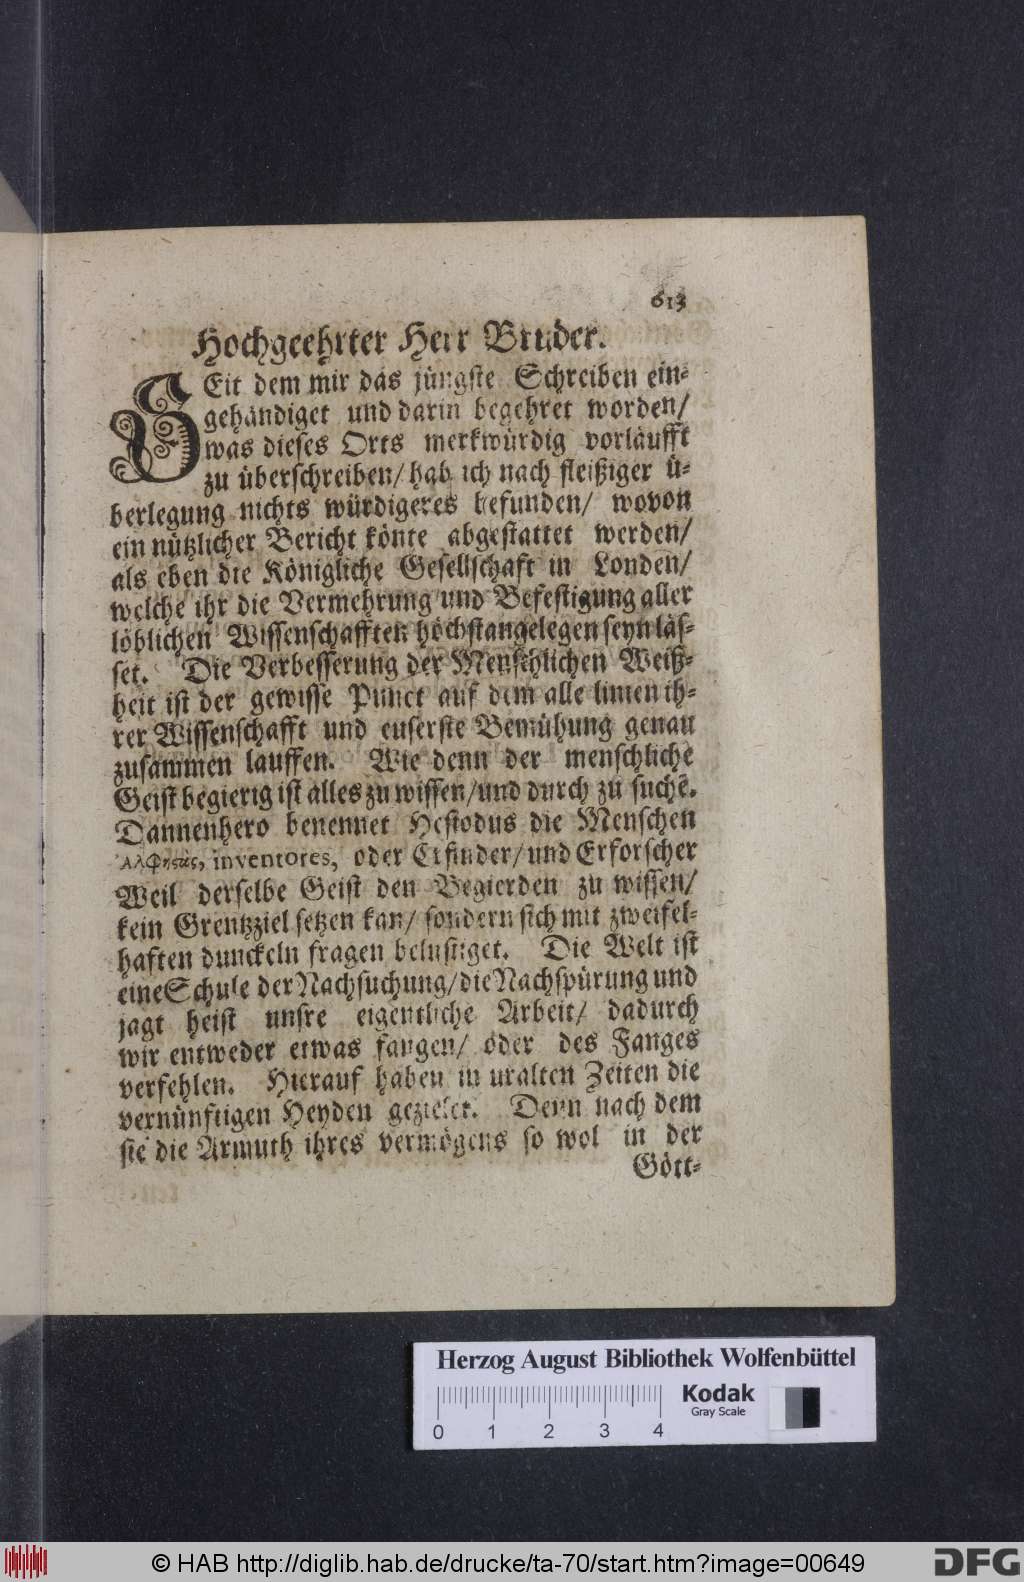 613
Hochgeehrter Herr Bruder.
SEit dem mir das jüngste Schreiben ein-
gehändiget und darin begehret worden/
was dieses Orts merkwürdig vorläufft
zu überschreiben/ hab ich nach fleißiger ü-
berlegung nichts würdigeres befunden/ wovon
ein nützlicher Bericht könte abgestattet werden/
als eben die Königliche Gesellschaft in Londen/
welche ihr die Vermehrung und Befestigung aller
löblichen Wissenschafften höchstangelegen seyn läs-
set. Die Verbesserung der Menschlichen Weiß-
heit ist der gewisse Punct auf dem alle linien ih-
rer Wissenschafft und euserste Bemühung genau
zusammen lauffen. Wie denn der menschliche
Geist begierig ist alles zu wissen/ und durch zu suchē.
Dannenhero benennet Hesiodus die Menschen
ἀλφηςὰς, inventores, oder Erfinder/ und Erforscher
Weil derselbe Geist den Begierden zu wissen/
kein Grentzziel setzen kan/ sondern sich mit zweifel-
haften dunckeln fragen belustiget. Die Welt ist
eine Schule der Nachsuchung/ die Nachspürung und
jagt heist unsre eigentliche Arbeit/ dadurch
wir entweder etwas fangen/ oder des Fanges
verfehlen. Hierauf haben in uralten Zeiten die
vernünftigen Heyden gezielet. Denn nach dem
sie die Armuth ihres vermögens so wol in der
Gött-
Herzog August Bibliothek Wolfenbüttel
Kodak
Gray Scale
0 1 2 3 4
© HAB http://diglib.hab.de/drucke/ta-70/start.htm?image=00649
DFG